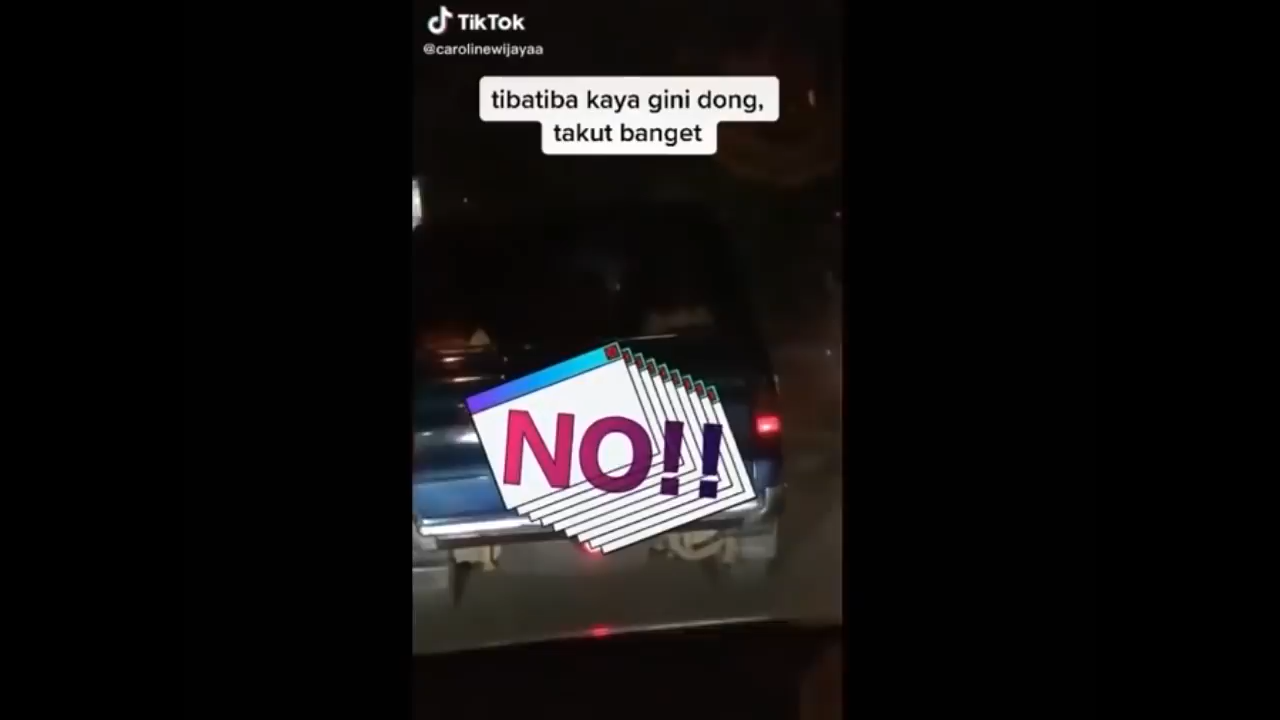 TikTok
@carolinewijayaa
tibatiba kaya gini dong,
takut banget
NO!!